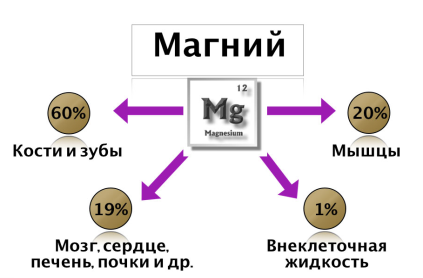 Магний
12
Mg
Magnesium
60%
20%
Кости и зубы
Мышцы
19%
1%
Мозг, сердце,
печень, почки и др.
Внеклеточная
жидкость